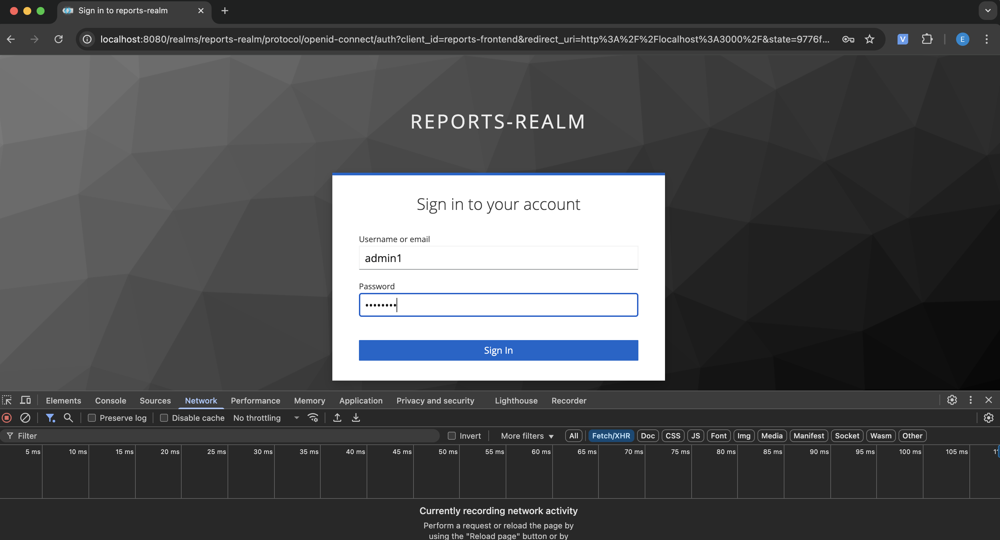 Sign in to reports-realm
localhost:8080/realms/reports-realm/protocol/openid-connect/auth?client_id=reports-frontend&redirect_uri=http%3A%2F%2Flocalhost%3A3000%2F&state=9776f...
V
E
REPORTS-REALM
Sign in to your account
Username or email
admin1
Password
••••••••
Sign In
Elements Console Sources Network Performance Memory Application Privacy and security Lighthouse Recorder
Preserve log Disable cache No throttling
Filter Invert More filters All Fetch/XHR Doc CSS JS Font Img Media Manifest Socket Wasm Other
5 ms 10 ms 15 ms 20 ms 25 ms 30 ms 35 ms 40 ms 45 ms 50 ms 55 ms 60 ms 65 ms 70 ms 75 ms 80 ms 85 ms 90 ms 95 ms 100 ms 105 ms
Currently recording network activity
Perform a request or reload the page by
using the "Reload page" button or by